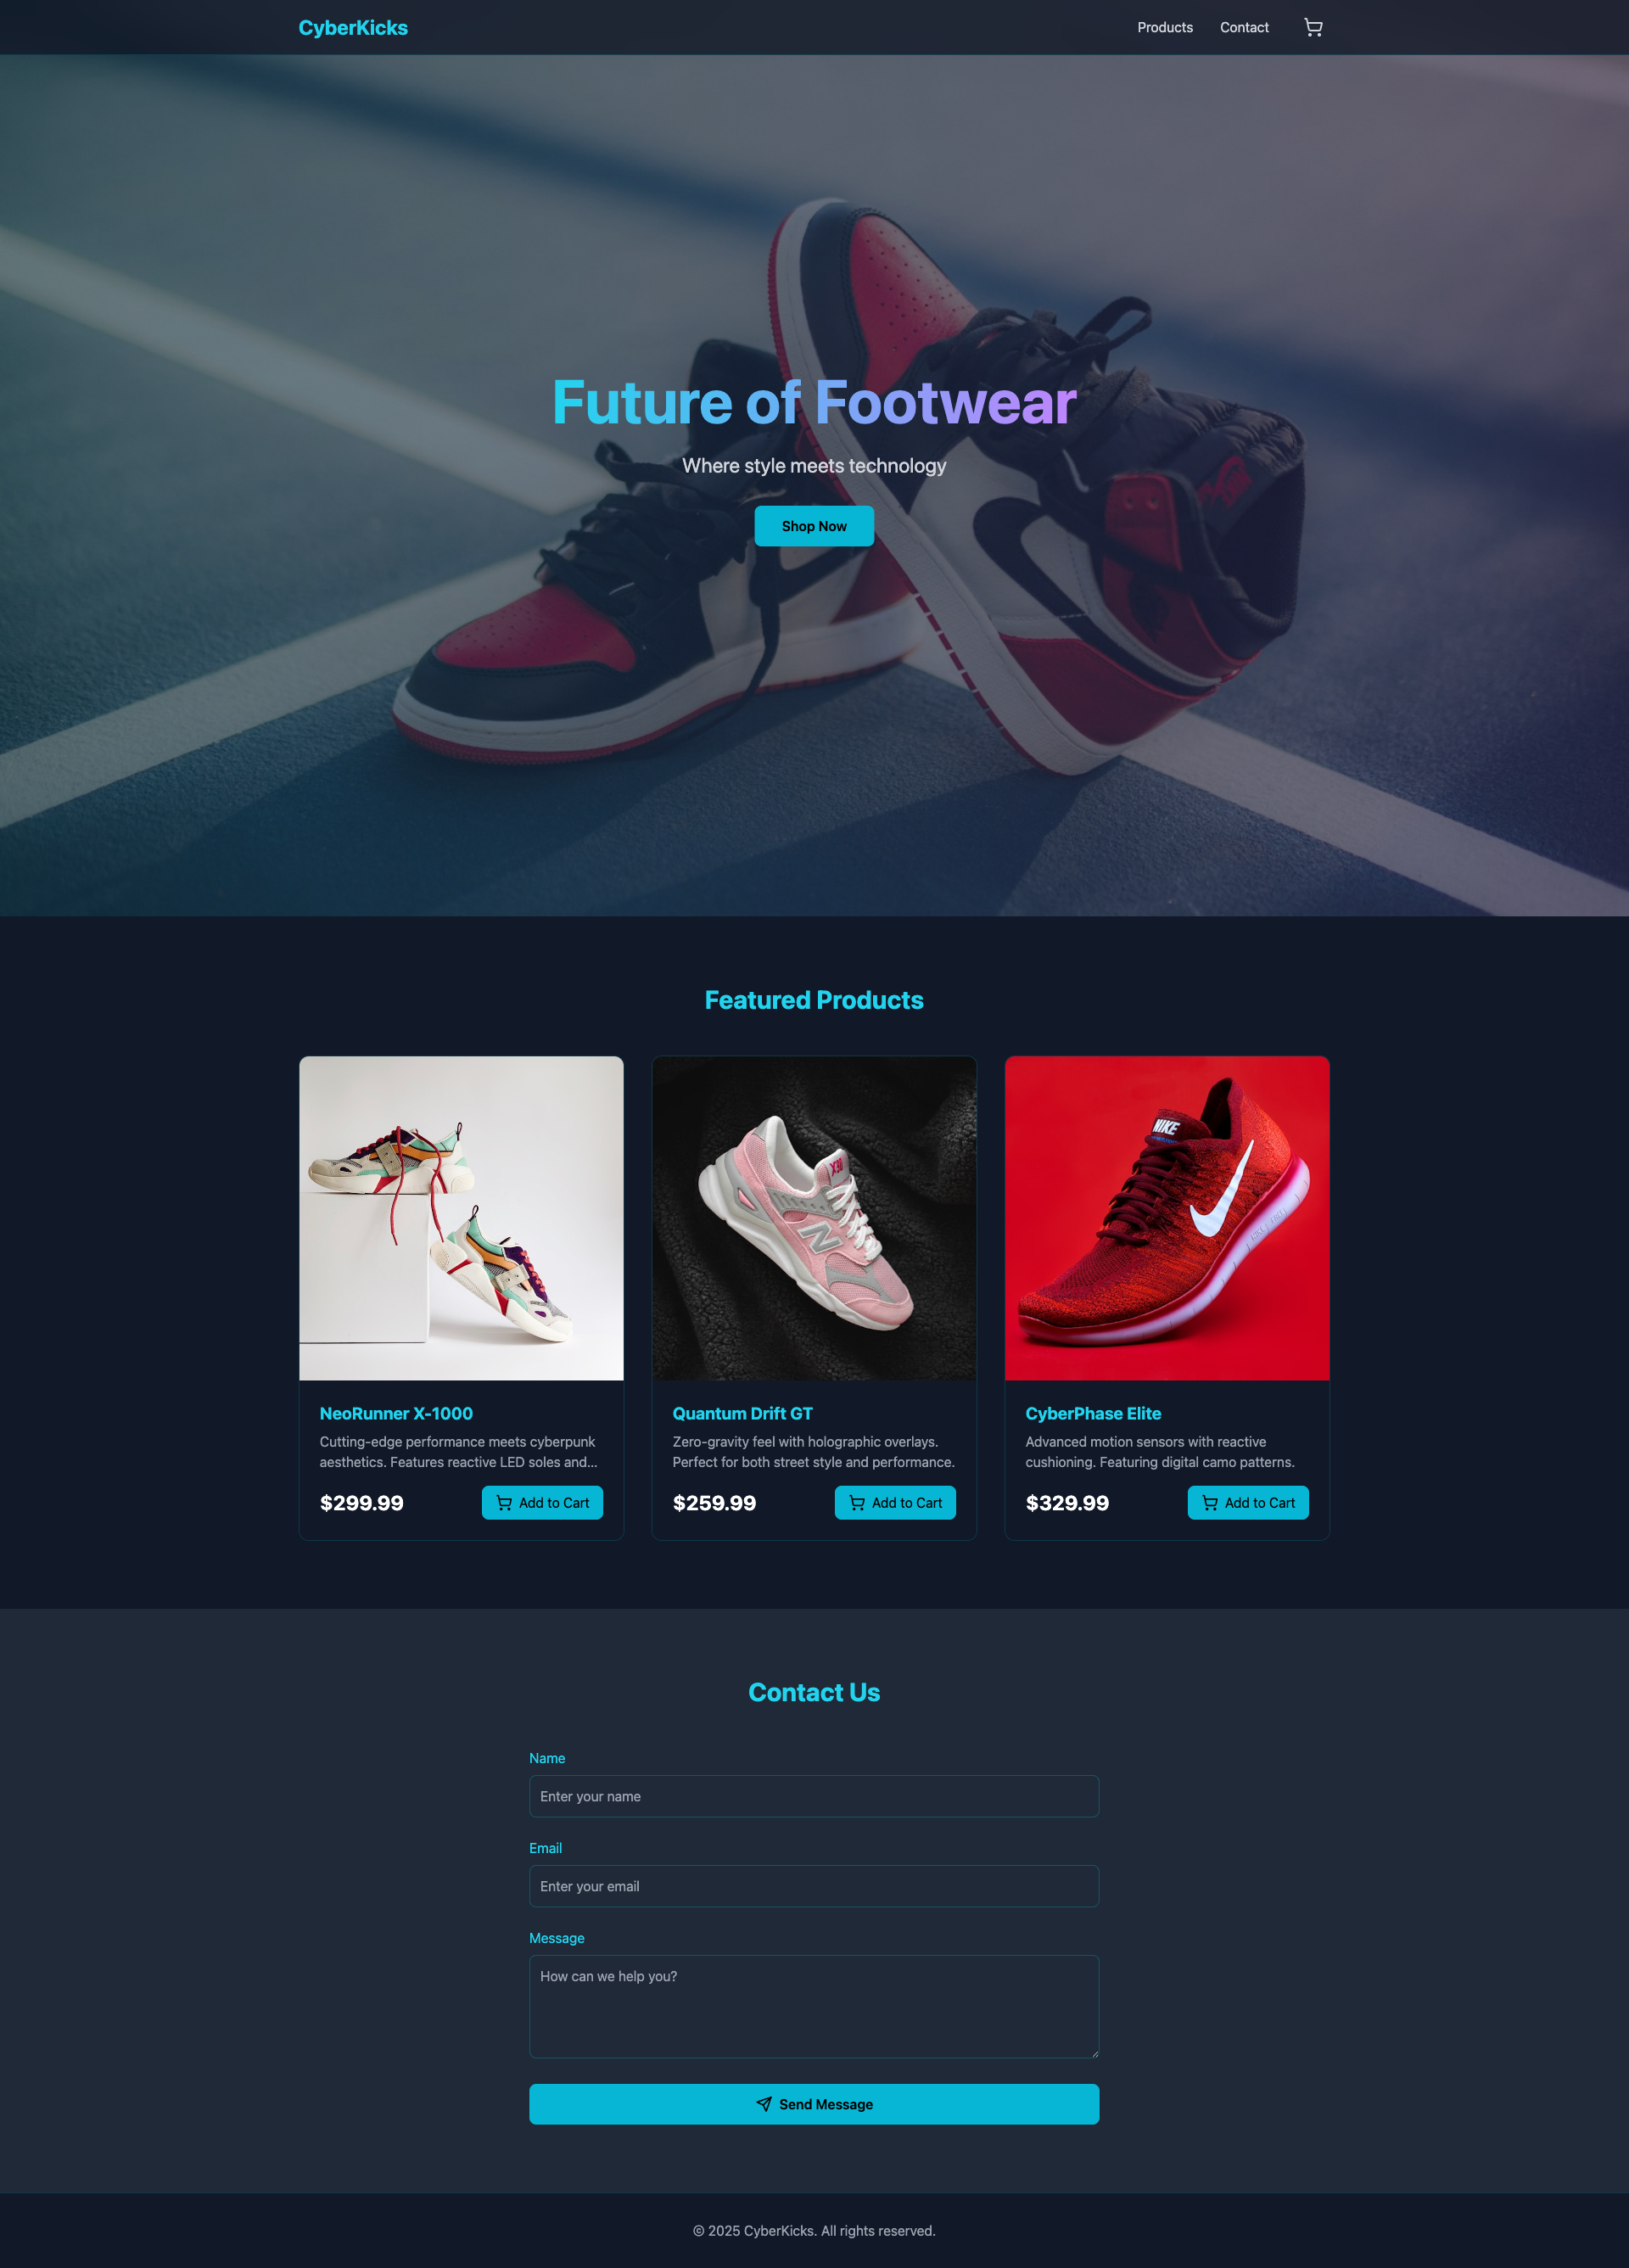 CyberKicks
Products
Contact
Future of Footwear
Where style meets technology
Shop Now
Featured Products
NIKE
X90
N
NeoRunner X-1000
Cutting-edge performance meets cyberpunk
aesthetics. Features reactive LED soles and...
$299.99
Add to Cart
Quantum Drift GT
Zero-gravity feel with holographic overlays.
Perfect for both street style and performance.
$259.99
Add to Cart
CyberPhase Elite
Advanced motion sensors with reactive
cushioning. Featuring digital camo patterns.
$329.99
Add to Cart
Contact Us
Name
Enter your name
Email
Enter your email
Message
How can we help you?
Send Message
© 2025 CyberKicks. All rights reserved.